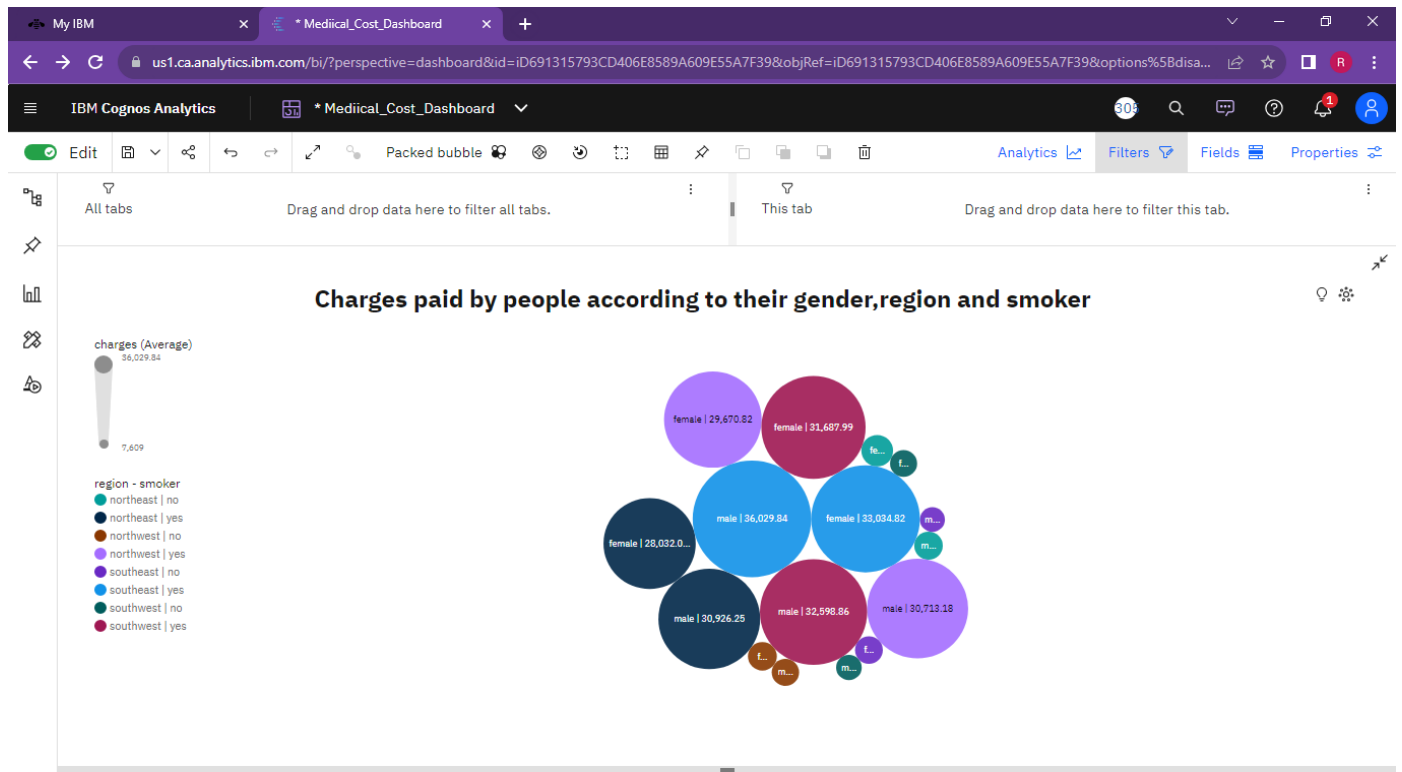 My IBM
* Mediical_Cost_Dashboard
us1.ca.analytics.ibm.com/bi/?perspective=dashboard&id=iD691315793CD406E8589A609E55A7F39&objRef=iD691315793CD406E8589A609E55A7F39&options%5Bdisa...
R
IBM Cognos Analytics
* Mediical_Cost_Dashboard
305
1
Edit
Packed bubble
Analytics
Filters
Fields
Properties
All tabs
Drag and drop data here to filter all tabs.
This tab
Drag and drop data here to filter this tab.
Charges paid by people according to their gender,region and smoker
charges (Average)
36,029.84
7,609
region - smoker
northeast | no
northeast | yes
northwest | no
northwest | yes
southeast | no
southeast | yes
southwest | no
southwest | yes
female | 29,670.82
female | 31,687.99
fe...
f...
male | 36,029.84
female | 33,034.82
m...
female | 28,032.0...
m...
male | 30,926.25
male | 32,598.86
male | 30,713.18
f...
f...
m...
m...